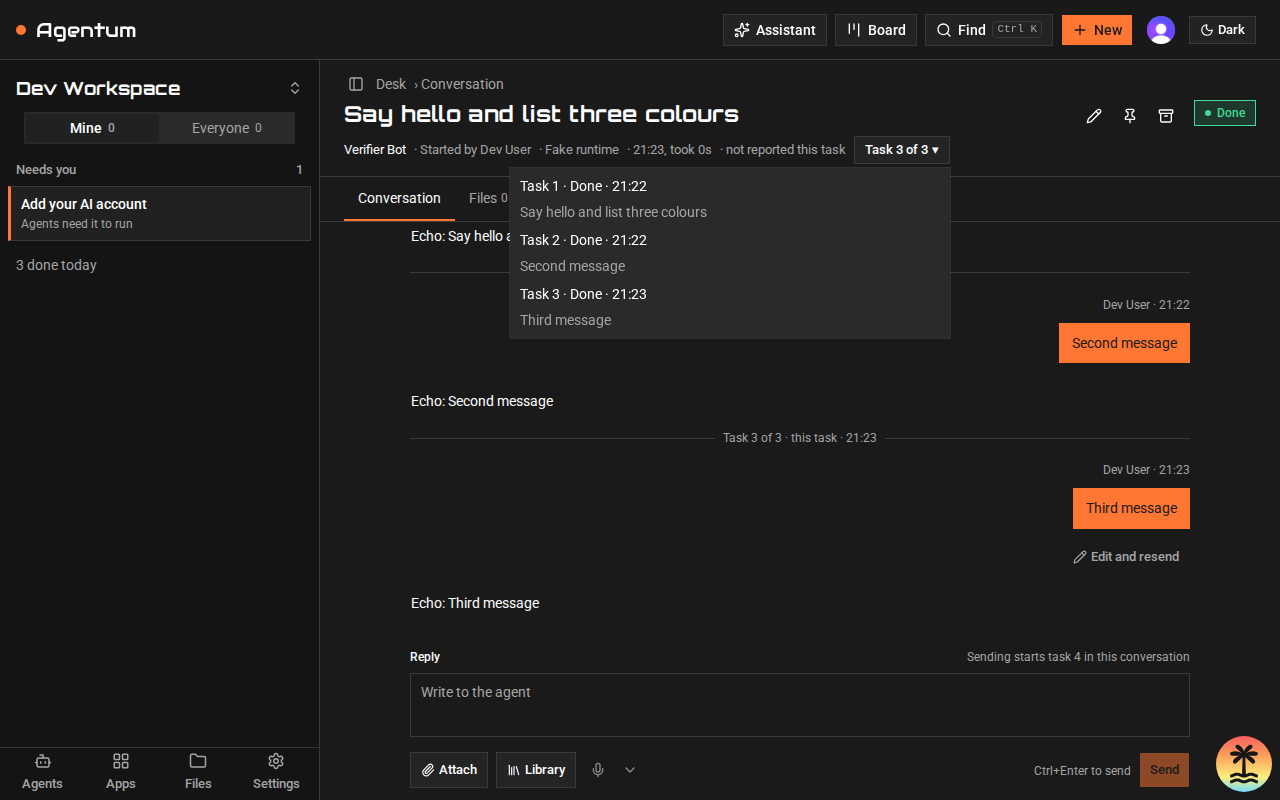 Agentum
Assistant
Board
Find Ctrl K
New
Dark
Dev Workspace
Mine 0
Everyone 0
Needs you 1
Add your AI account
Agents need it to run
3 done today
Agents
Apps
Files
Settings
Desk › Conversation
Say hello and list three colours
Done
Verifier Bot · Started by Dev User · Fake runtime · 21:23, took 0s · not reported this task
Task 3 of 3 ▾
Conversation
Files 0
Task 1 · Done · 21:22
Say hello and list three colours
Task 2 · Done · 21:22
Second message
Task 3 · Done · 21:23
Third message
Echo: Say hello
Dev User · 21:22
Second message
Echo: Second message
Task 3 of 3 · this task · 21:23
Dev User · 21:23
Third message
Edit and resend
Echo: Third message
Reply
Sending starts task 4 in this conversation
Write to the agent
Attach
Library
Ctrl+Enter to send
Send